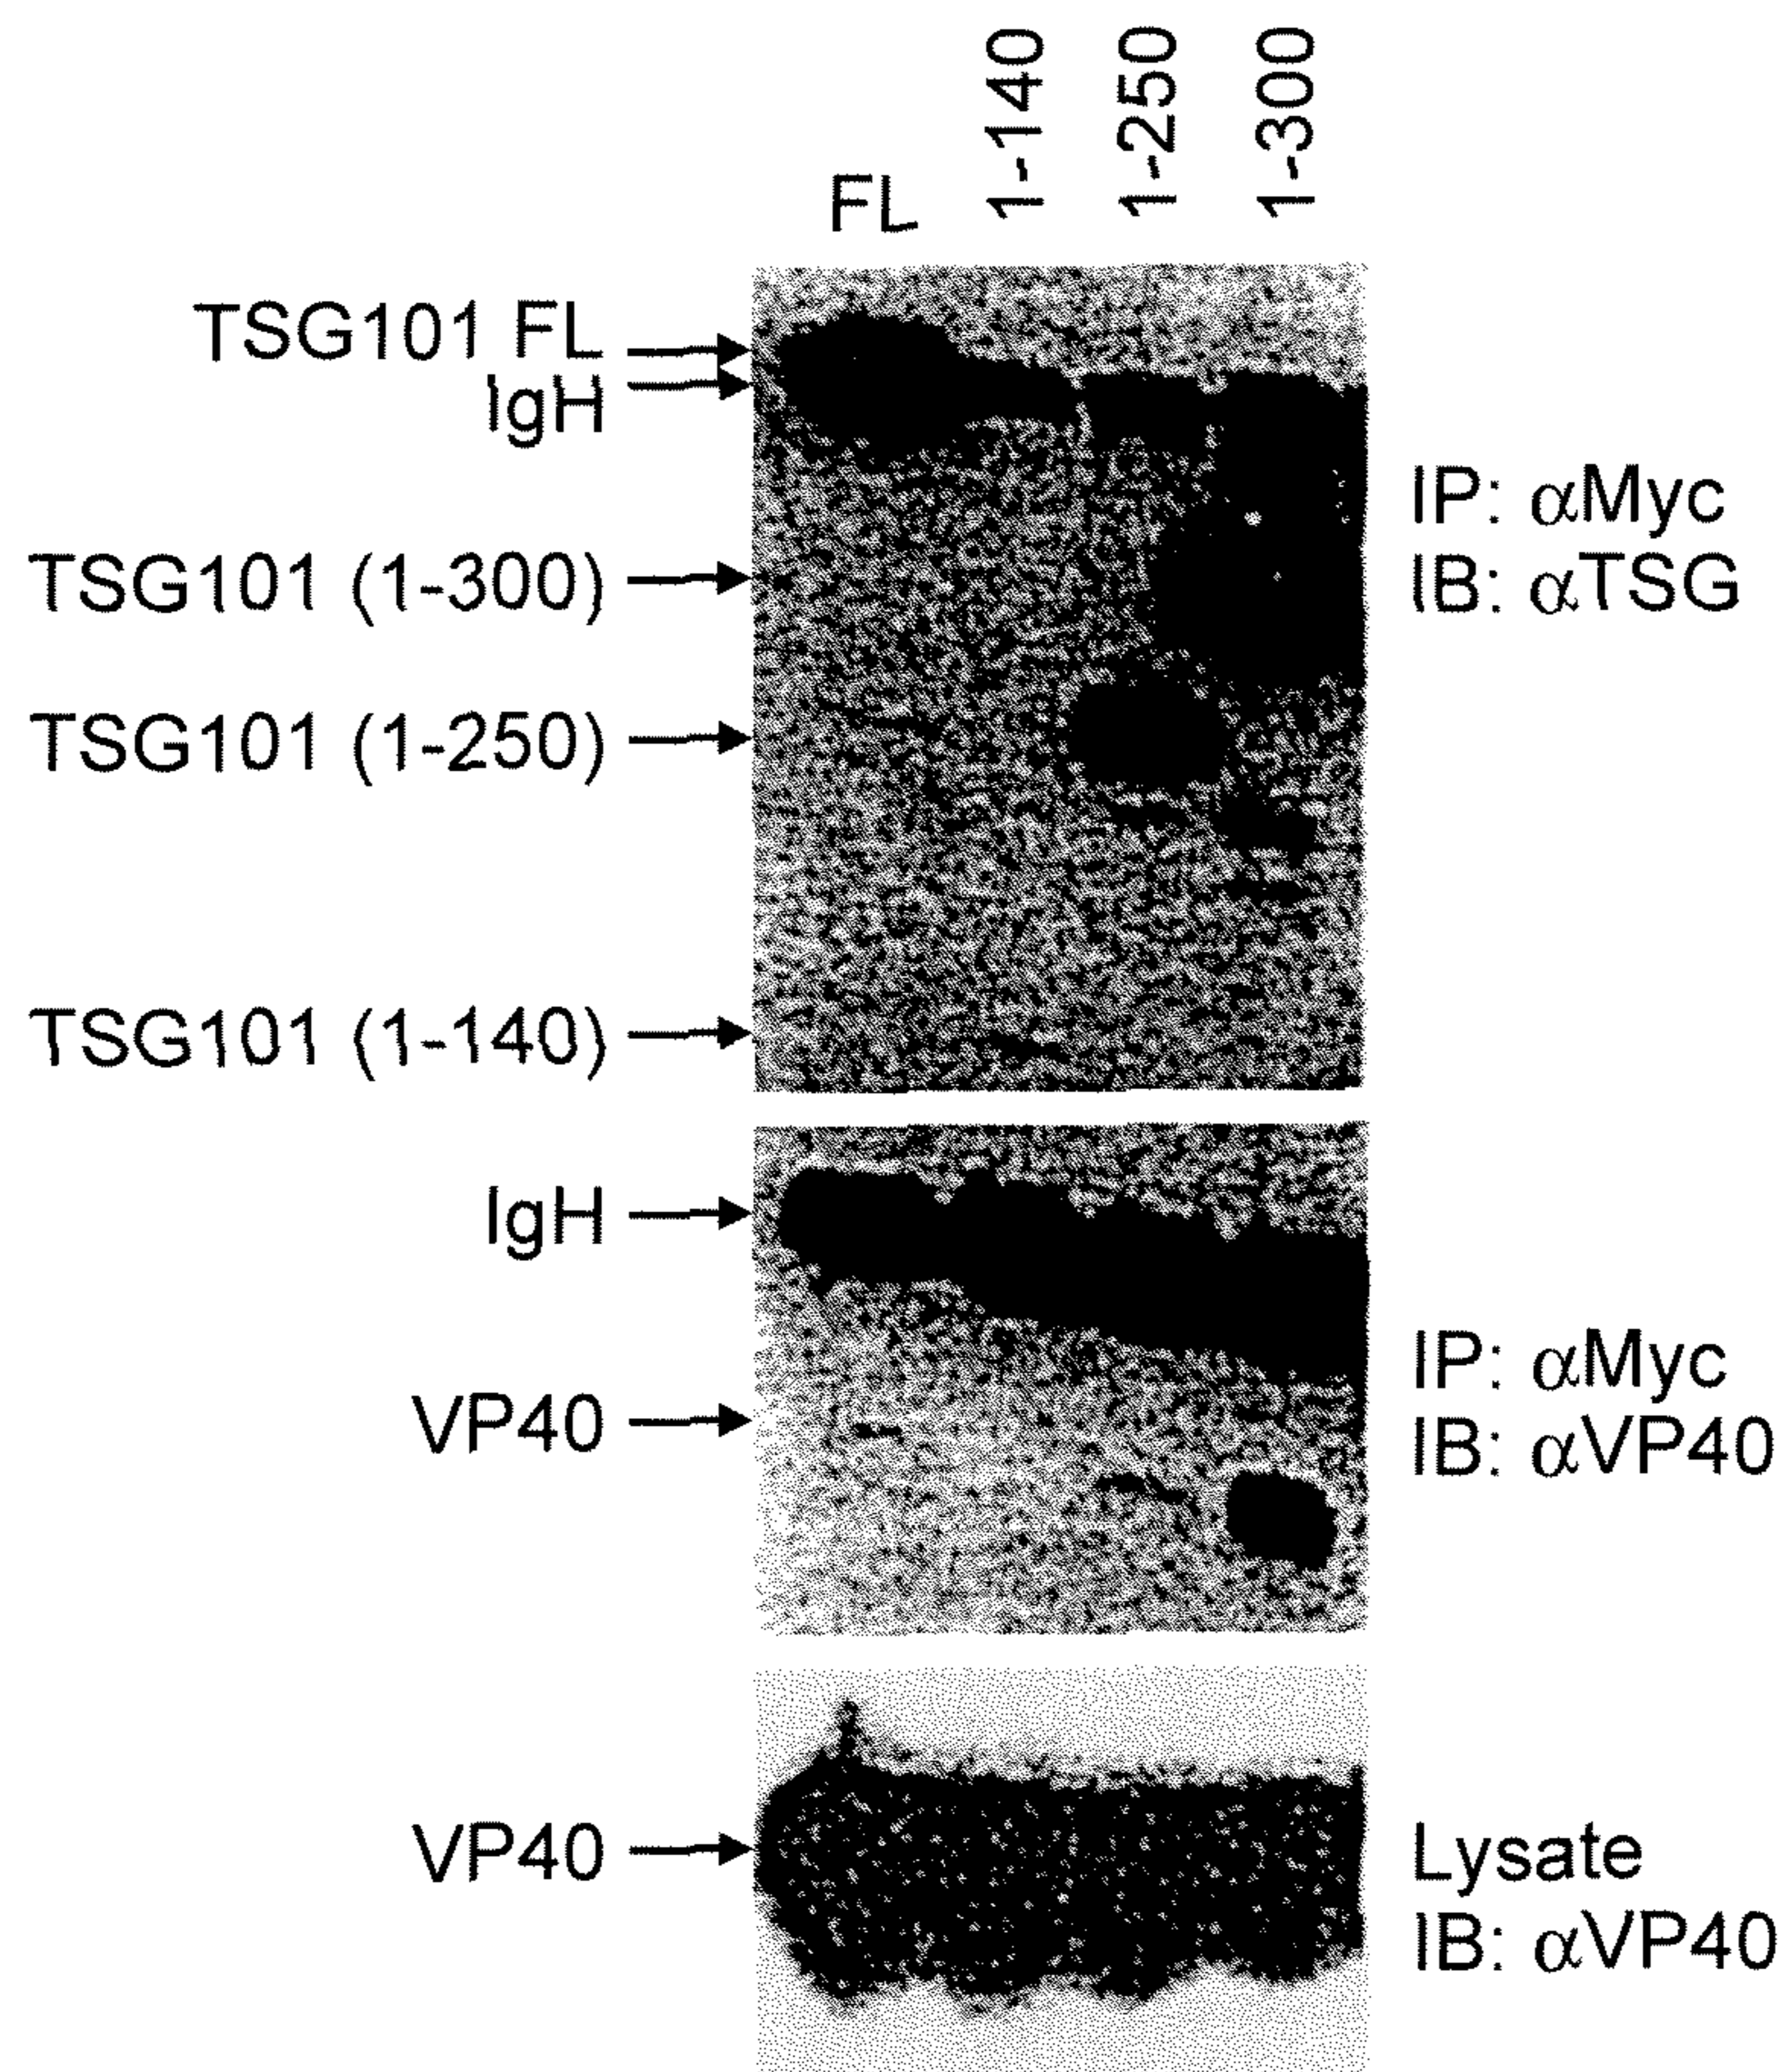 FL
1-140
1-250
1-300
TSG101 FL
IgH
TSG101 (1-300)
TSG101 (1-250)
TSG101 (1-140)
IP: αMyc
IB: αTSG
IgH
VP40
IP: αMyc
IB: αVP40
VP40
Lysate
IB: αVP40